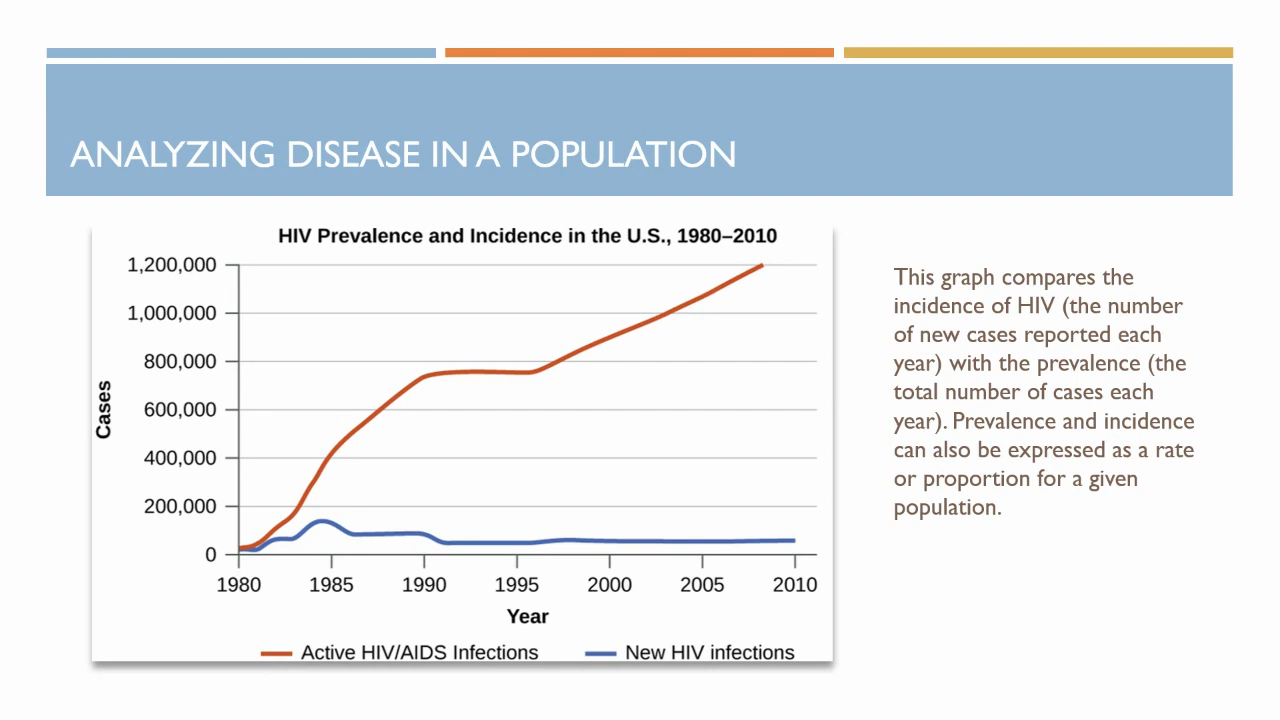 ANALYZING DISEASE IN A POPULATION
HIV Prevalence and Incidence in the U.S., 1980–2010
1,200,000
1,000,000
800,000
600,000
400,000
200,000
0
Cases
1980 1985 1990 1995 2000 2005 2010
Year
Active HIV/AIDS Infections New HIV infections
This graph compares the
incidence of HIV (the number
of new cases reported each
year) with the prevalence (the
total number of cases each
year). Prevalence and incidence
can also be expressed as a rate
or proportion for a given
population.